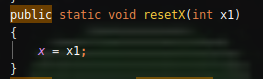 public static void resetX(int x1)
{
x = x1;
}